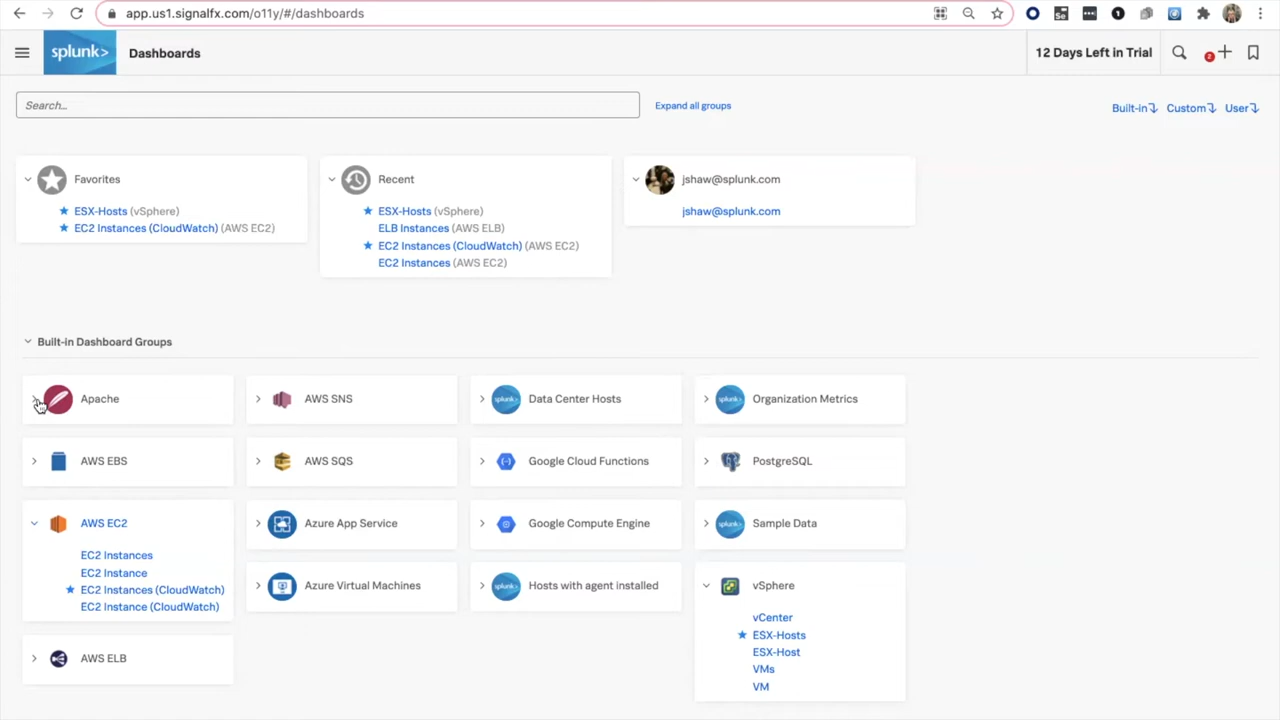 app.us1.signalfx.com/o11y/#/dashboards
splunk>
Dashboards
12 Days Left in Trial
2
Search...
Expand all groups
Built-in
Custom
User
Favorites
ESX-Hosts (vSphere)
EC2 Instances (CloudWatch) (AWS EC2)
Recent
ESX-Hosts (vSphere)
ELB Instances (AWS ELB)
EC2 Instances (CloudWatch) (AWS EC2)
EC2 Instances (AWS EC2)
jshaw@splunk.com
jshaw@splunk.com
Built-in Dashboard Groups
Apache
AWS SNS
splunk>
Data Center Hosts
splunk>
Organization Metrics
AWS EBS
AWS SQS
Google Cloud Functions
PostgreSQL
AWS EC2
EC2 Instances
EC2 Instance
EC2 Instances (CloudWatch)
EC2 Instance (CloudWatch)
Azure App Service
Google Compute Engine
splunk>
Sample Data
Azure Virtual Machines
splunk>
Hosts with agent installed
vSphere
vCenter
ESX-Hosts
ESX-Host
VMs
VM
AWS ELB